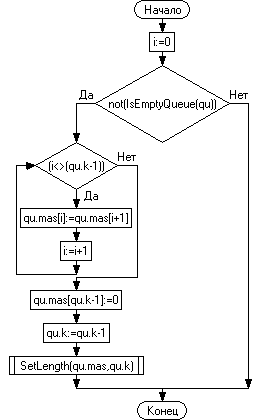 Начало
i:=0
Да
not(IsEmptyQueue(qu))
Нет
(i<>(qu.k-1))
Нет
Да
qu.mas[i]:=qu.mas[i+1]
i:=i+1
qu.mas[qu.k-1]:=0
qu.k:=qu.k-1
SetLength(qu.mas,qu.k)
Конец